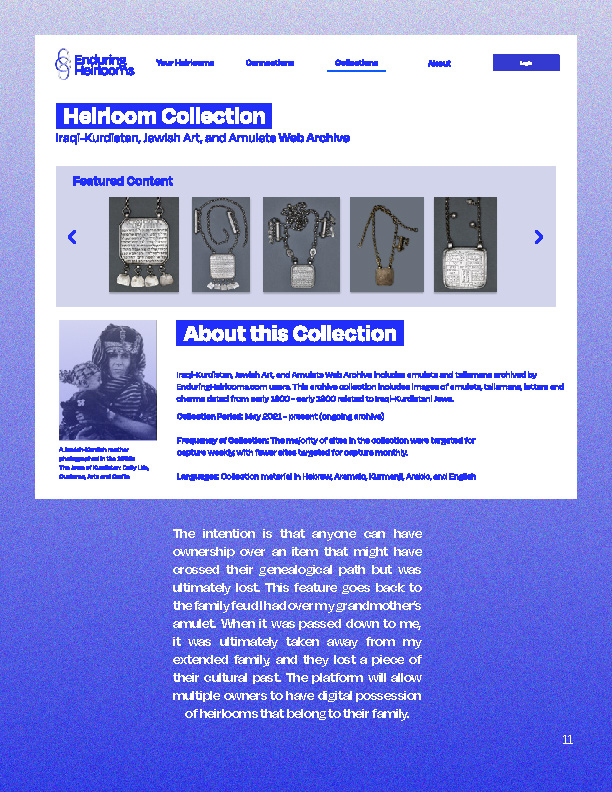 Enduring
Heirlooms
Your Heirlooms
Connections
Collections
About
Login
Heirloom Collection
Iraqi-Kurdistan, Jewish Art, and Amulets Web Archive
Featured Content
About this Collection
Iraqi-Kurdistan, Jewish Art, and Amulets Web Archive includes amulets and talismans archived by
EnduringHeirlooms.com users. This archive collection includes images of amulets, talismans, letters and
charms dated from early 1800 - early 1900 related to Iraqi-Kurdistani Jews.
Collection Period: May 2021 - present (ongoing archive)
Frequency of Collection: The majority of sites in the collection were targeted for
capture weekly, with fewer sites targeted for capture monthly.
Languages: Collection material in Hebrew, Aramaic, Kurmanji, Arabic, and English
A Jewish-Kurdish mother
photographed in the 1930s
The Jews of Kurdistan: Daily Life,
Customs, Arts and Crafts
The intention is that anyone can have
ownership over an item that might have
crossed their genealogical path but was
ultimately lost. This feature goes back to
the family feud I had over my grandmother's
amulet. When it was passed down to me,
it was ultimately taken away from my
extended family, and they lost a piece of
their cultural past. The platform will allow
multiple owners to have digital possession
of heirlooms that belong to their family.
11